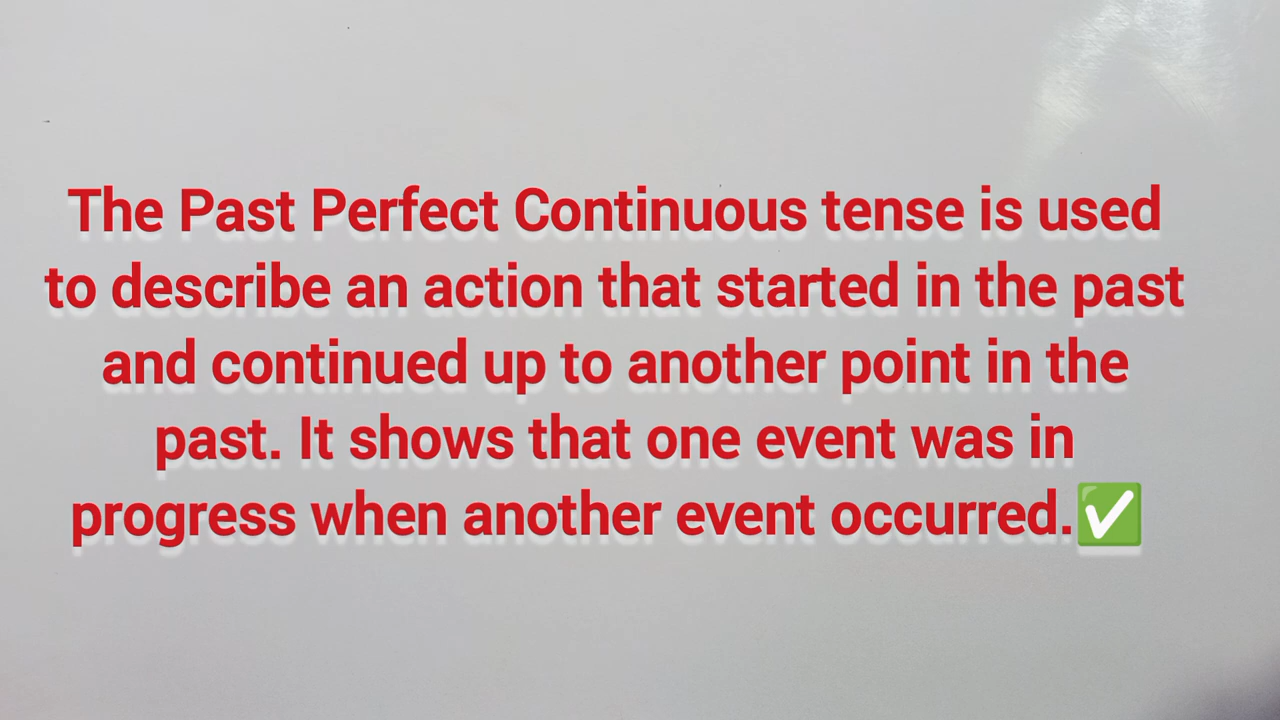 The Past Perfect Continuous tense is used
to describe an action that started in the past
and continued up to another point in the
past. It shows that one event was in
progress when another event occurred.✅